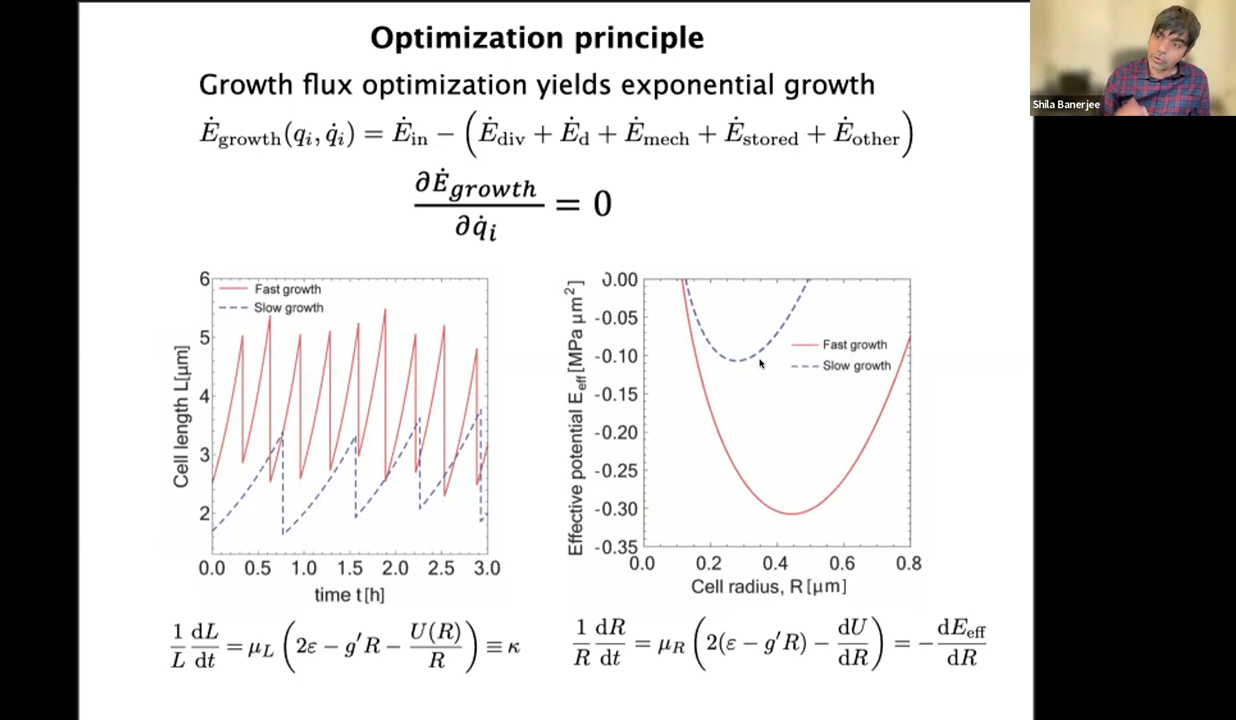 Optimization principle
Growth flux optimization yields exponential growth
Ė_growth(q_i, q̇_i) = Ė_in − (Ė_div + Ė_d + Ė_mech + Ė_stored + Ė_other)
∂Ė_growth / ∂q̇_i = 0
Shila Banerjee
6
5
4
3
2
Cell length L[μm]
Fast growth
Slow growth
0.0 0.5 1.0 1.5 2.0 2.5 3.0
time t[h]
0.00
-0.05
-0.10
-0.15
-0.20
-0.25
-0.30
-0.35
Effective potential E_eff[MPa μm²]
Fast growth
Slow growth
0.0 0.2 0.4 0.6 0.8
Cell radius, R[μm]
1/L dL/dt = μ_L (2ε − g′R − U(R)/R) ≡ κ
1/R dR/dt = μ_R (2(ε − g′R) − dU/dR) = − dE_eff/dR